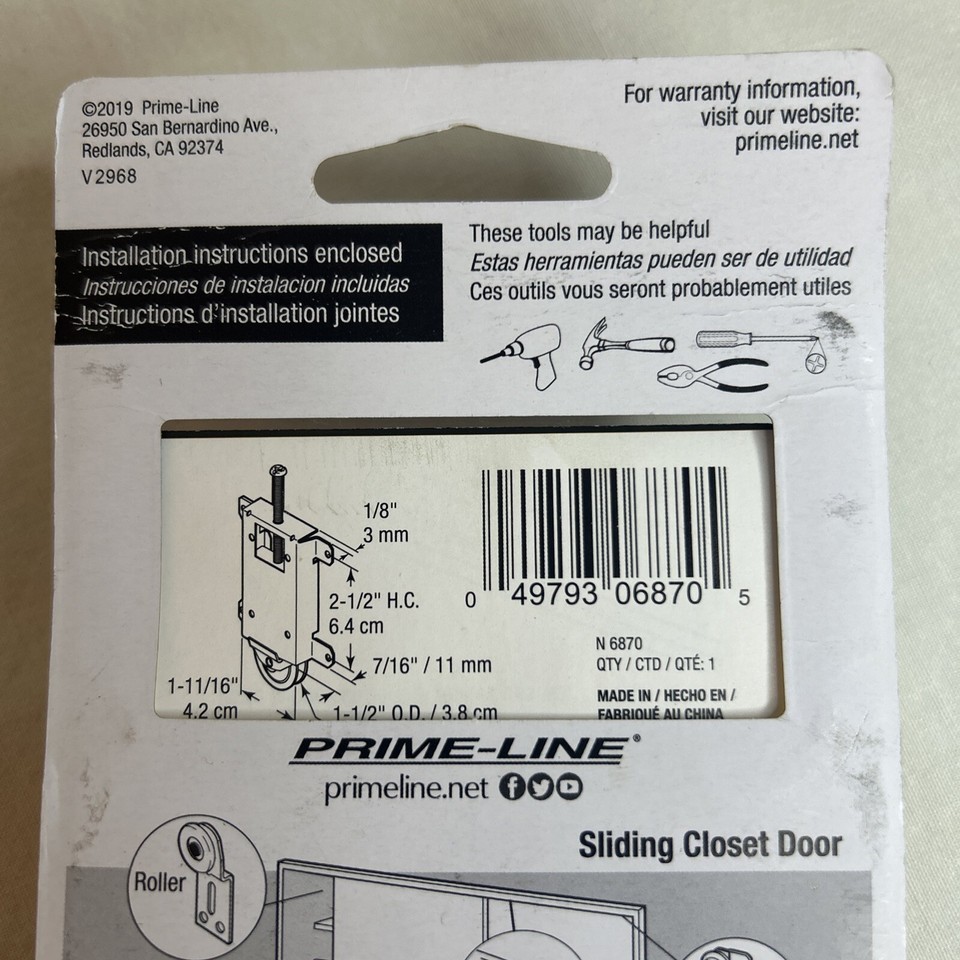 ©2019 Prime-Line
26950 San Bernardino Ave.,
Redlands, CA 92374
V2968
For warranty information,
visit our website:
primeline.net
Installation instructions enclosed
Instrucciones de instalacion incluidas
Instructions d'installation jointes
These tools may be helpful
Estas herramientas pueden ser de utilidad
Ces outils vous seront probablement utiles
1/8"
3 mm
2-1/2" H.C.
6.4 cm
7/16" / 11 mm
1-11/16"
4.2 cm
1-1/2" O.D. / 3.8 cm
0 49793 06870 5
N 6870
QTY / CTD / QTÉ: 1
MADE IN / HECHO EN /
FABRIQUÉ AU CHINA
PRIME-LINE®
primeline.net
Sliding Closet Door
Roller